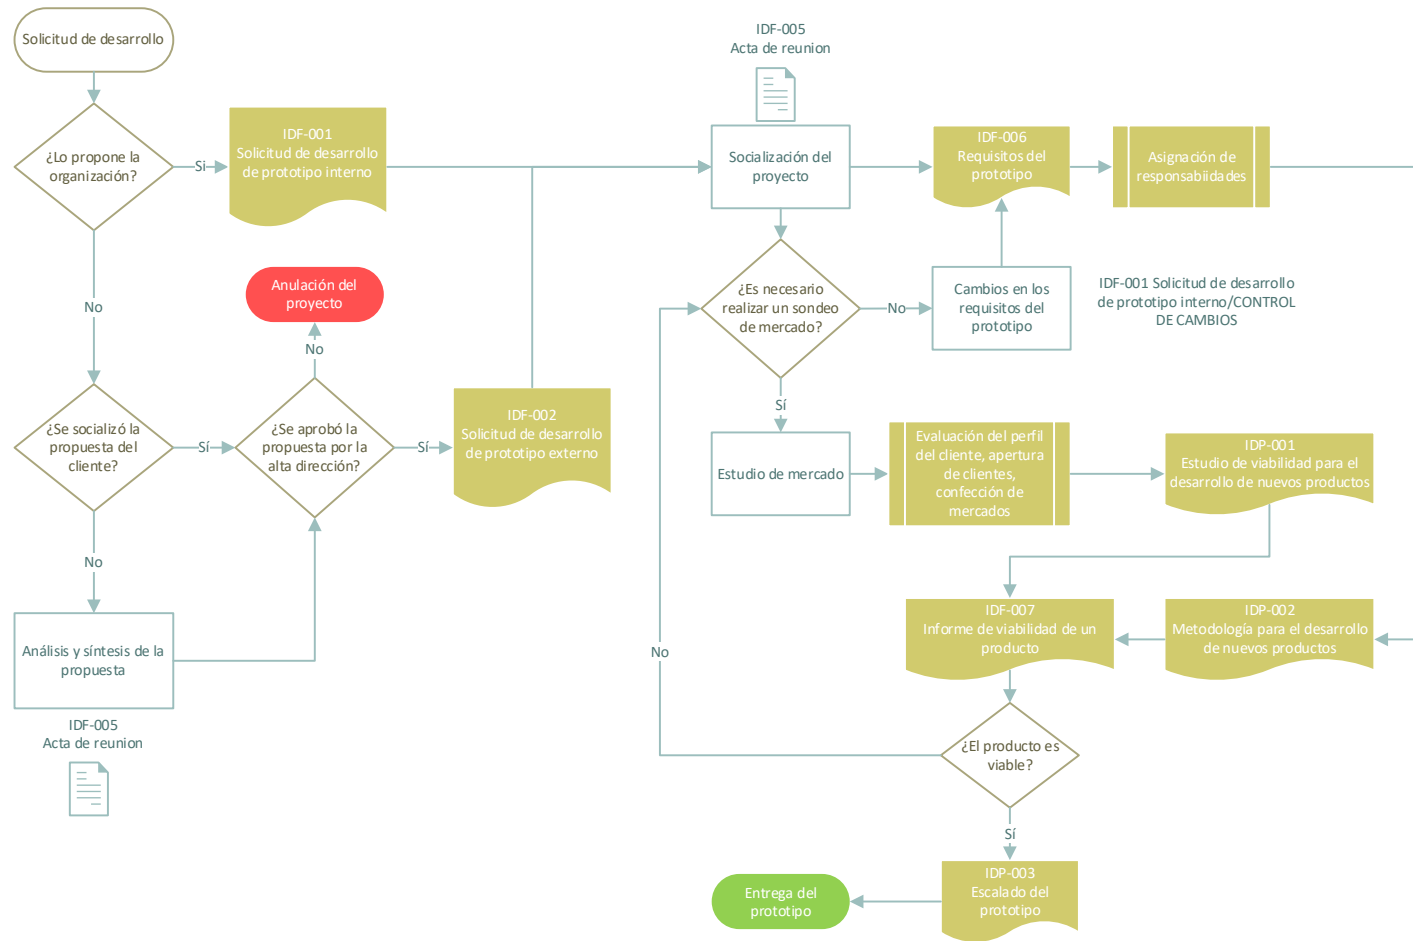 Solicitud de desarrollo
¿Lo propone la
organización?
Si
IDF-001
Solicitud de desarrollo
de prototipo interno
No
Anulación del
proyecto
No
¿Se socializó la
propuesta del
cliente?
Sí
¿Se aprobó la
propuesta por la
alta dirección?
Sí
IDF-002
Solicitud de desarrollo
de prototipo externo
No
Análisis y síntesis de la
propuesta
IDF-005
Acta de reunion
IDF-005
Acta de reunion
Socialización del
proyecto
IDF-006
Requisitos del
prototipo
Asignación de
responsabiidades
¿Es necesario
realizar un sondeo
de mercado?
No
Cambios en los
requisitos del
prototipo
IDF-001 Solicitud de desarrollo
de prototipo interno/CONTROL
DE CAMBIOS
Sí
Estudio de mercado
Evaluación del perfil
del cliente, apertura
de clientes,
confección de
mercados
IDP-001
Estudio de viabilidad para el
desarrollo de nuevos productos
IDF-007
Informe de viabilidad de un
producto
IDP-002
Metodología para el desarrollo
de nuevos productos
No
¿El producto es
viable?
Sí
IDP-003
Escalado del
prototipo
Entrega del
prototipo